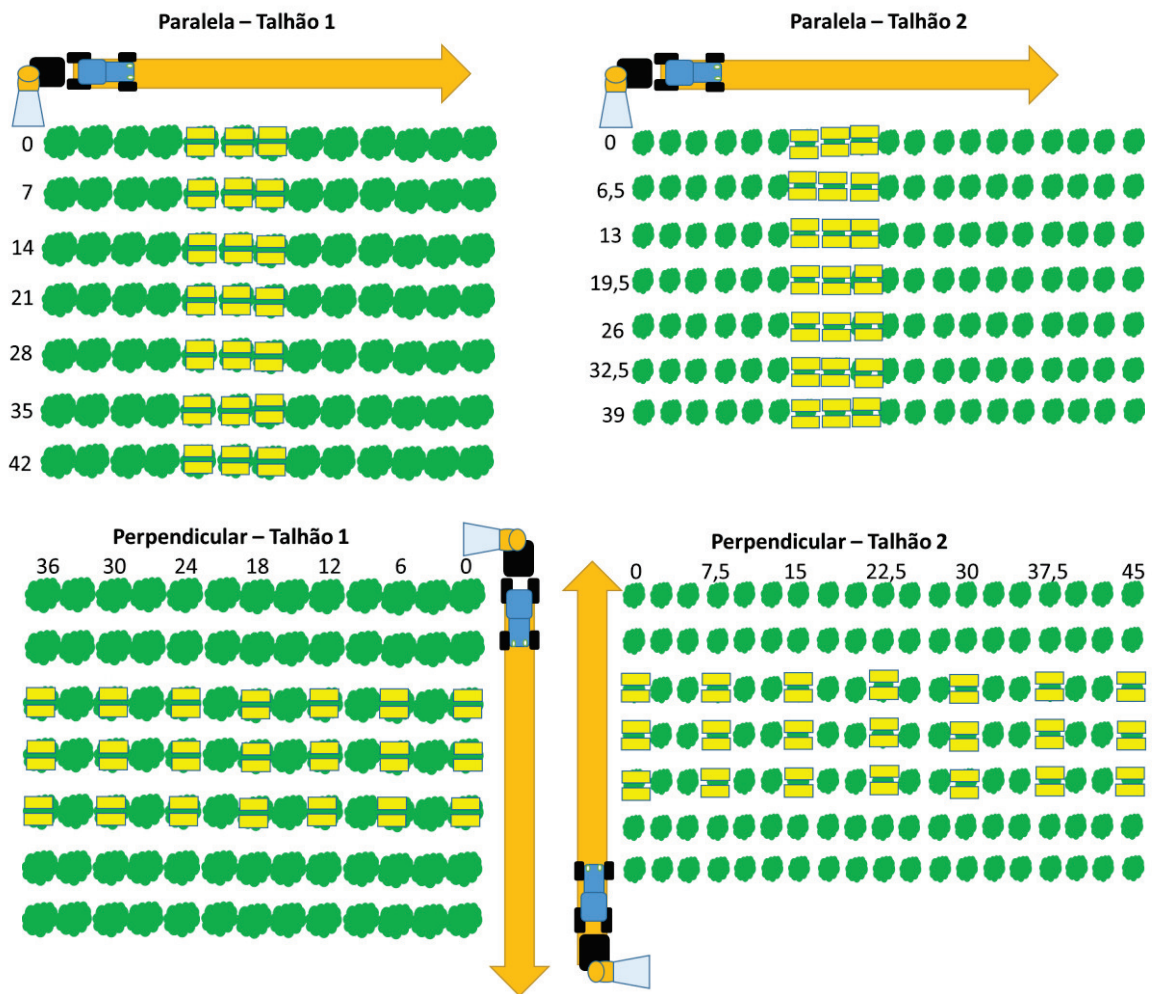 Paralela – Talhão 1
0
7
14
21
28
35
42
Paralela – Talhão 2
0
6,5
13
19,5
26
32,5
39
Perpendicular – Talhão 1
36 30 24 18 12 6 0
Perpendicular – Talhão 2
0 7,5 15 22,5 30 37,5 45